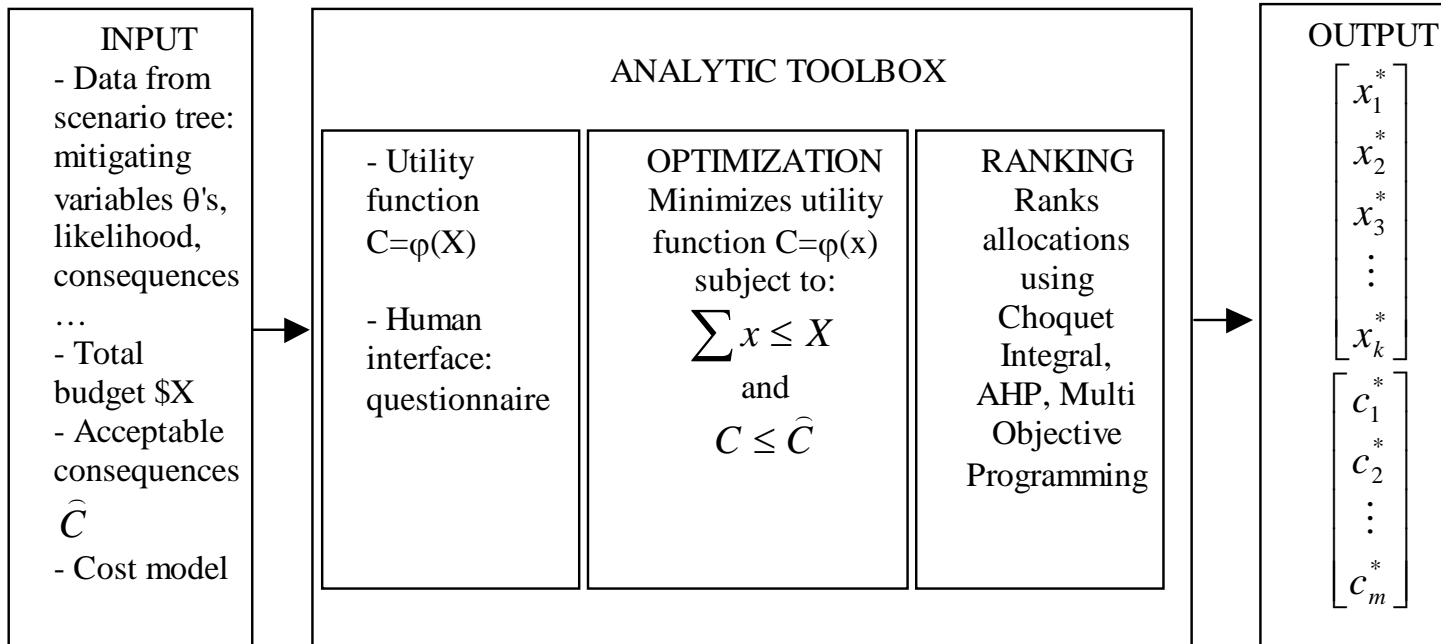 INPUT
- Data from
scenario tree:
mitigating
variables θ's,
likelihood,
consequences
…
- Total
budget $X
- Acceptable
consequences
Ĉ
- Cost model
ANALYTIC TOOLBOX
- Utility
function
C=φ(X)
- Human
interface:
questionnaire
OPTIMIZATION
Minimizes utility
function C=φ(x)
subject to:
∑ x ≤ X
and
C ≤ Ĉ
RANKING
Ranks
allocations
using
Choquet
Integral,
AHP, Multi
Objective
Programming
OUTPUT
x₁*
x₂*
x₃*
⋮
xₖ*
c₁*
c₂*
⋮
cₘ*